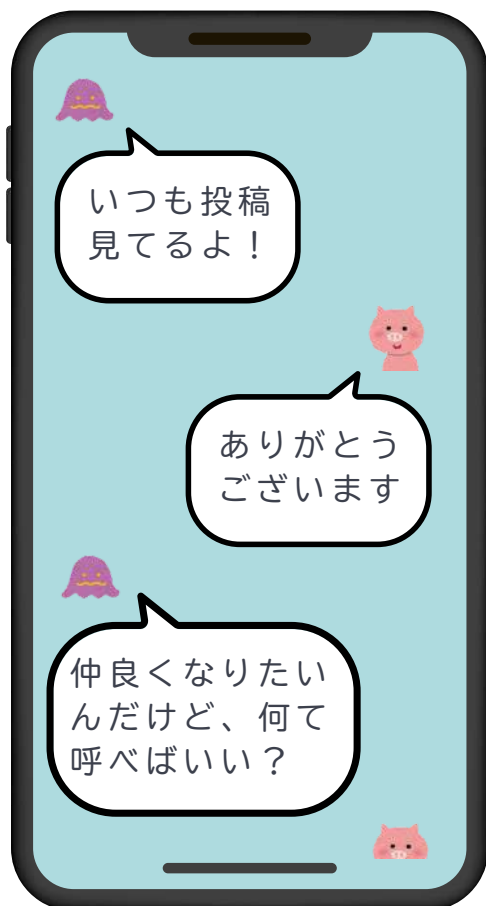 いつも投稿
見てるよ！
ありがとう
ございます
仲良くなりたい
んだけど、何て
呼べばいい？